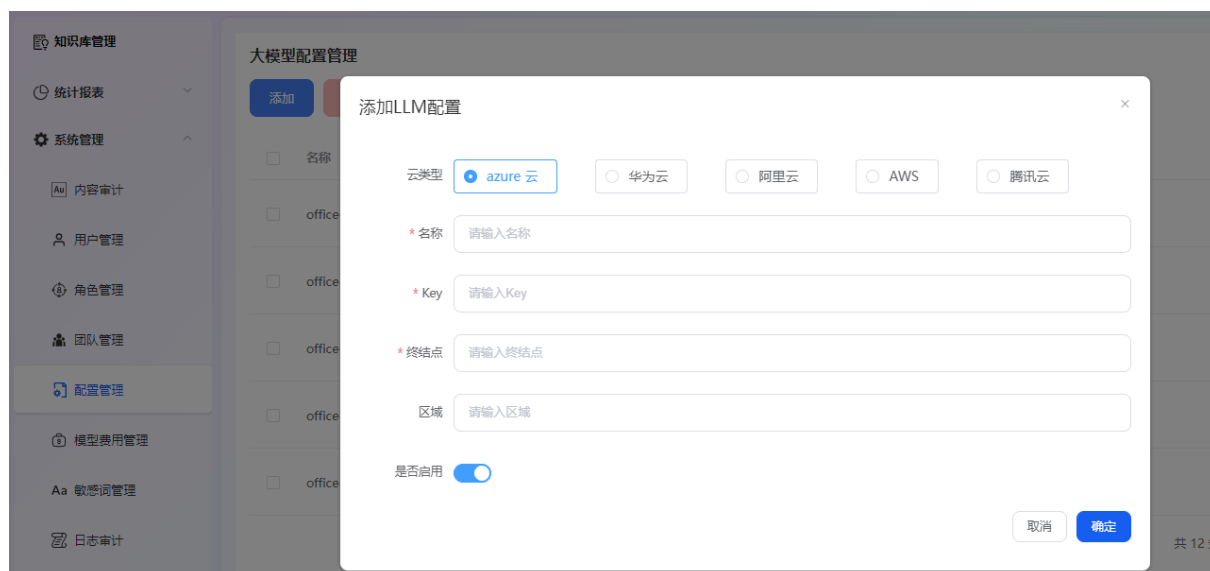 知识库管理
统计报表
系统管理
Au 内容审计
用户管理
角色管理
团队管理
配置管理
模型费用管理
Aa 敏感词管理
日志审计
大模型配置管理
添加
名称
office
office
office
office
office
添加LLM配置
云类型 azure 云 华为云 阿里云 AWS 腾讯云
* 名称 请输入名称
* Key 请输入Key
* 终结点 请输入终结点
区域 请输入区域
是否启用
取消 确定
共 12